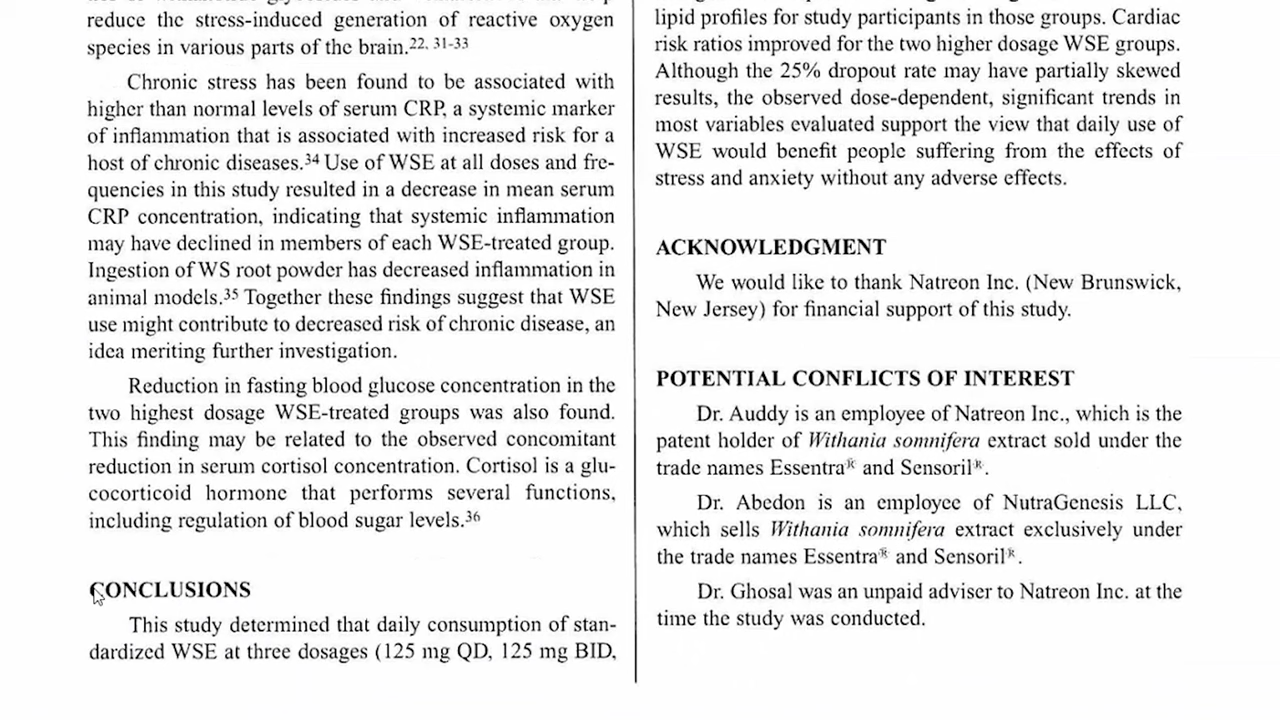 reduce the stress-induced generation of reactive oxygen
species in various parts of the brain.22, 31-33
Chronic stress has been found to be associated with
higher than normal levels of serum CRP, a systemic marker
of inflammation that is associated with increased risk for a
host of chronic diseases.34 Use of WSE at all doses and fre-
quencies in this study resulted in a decrease in mean serum
CRP concentration, indicating that systemic inflammation
may have declined in members of each WSE-treated group.
Ingestion of WS root powder has decreased inflammation in
animal models.35 Together these findings suggest that WSE
use might contribute to decreased risk of chronic disease, an
idea meriting further investigation.
Reduction in fasting blood glucose concentration in the
two highest dosage WSE-treated groups was also found.
This finding may be related to the observed concomitant
reduction in serum cortisol concentration. Cortisol is a glu-
cocorticoid hormone that performs several functions,
including regulation of blood sugar levels.36
CONCLUSIONS
This study determined that daily consumption of stan-
dardized WSE at three dosages (125 mg QD, 125 mg BID,
lipid profiles for study participants in those groups. Cardiac
risk ratios improved for the two higher dosage WSE groups.
Although the 25% dropout rate may have partially skewed
results, the observed dose-dependent, significant trends in
most variables evaluated support the view that daily use of
WSE would benefit people suffering from the effects of
stress and anxiety without any adverse effects.
ACKNOWLEDGMENT
We would like to thank Natreon Inc. (New Brunswick,
New Jersey) for financial support of this study.
POTENTIAL CONFLICTS OF INTEREST
Dr. Auddy is an employee of Natreon Inc., which is the
patent holder of Withania somnifera extract sold under the
trade names Essentra® and Sensoril®.
Dr. Abedon is an employee of NutraGenesis LLC,
which sells Withania somnifera extract exclusively under
the trade names Essentra® and Sensoril®.
Dr. Ghosal was an unpaid adviser to Natreon Inc. at the
time the study was conducted.